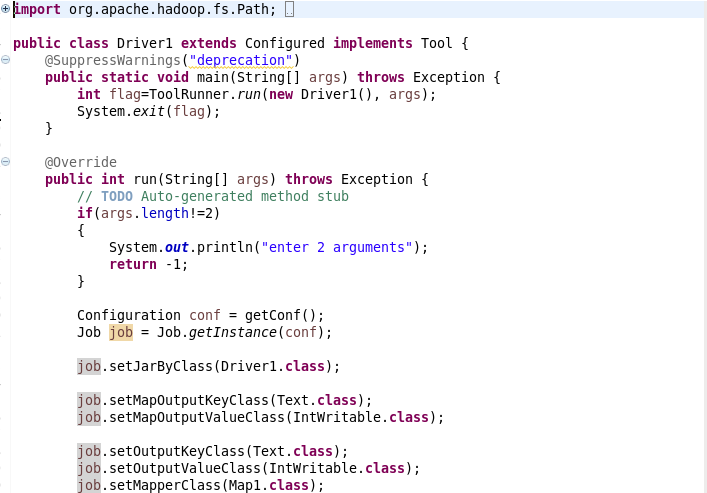 import org.apache.hadoop.fs.Path;
public class Driver1 extends Configured implements Tool {
@SuppressWarnings("deprecation")
public static void main(String[] args) throws Exception {
int flag=ToolRunner.run(new Driver1(), args);
System.exit(flag);
}
@Override
public int run(String[] args) throws Exception {
// TODO Auto-generated method stub
if(args.length!=2)
{
System.out.println("enter 2 arguments");
return -1;
}
Configuration conf = getConf();
Job job = Job.getInstance(conf);
job.setJarByClass(Driver1.class);
job.setMapOutputKeyClass(Text.class);
job.setMapOutputValueClass(IntWritable.class);
job.setOutputKeyClass(Text.class);
job.setOutputValueClass(IntWritable.class);
job.setMapperClass(Map1.class);